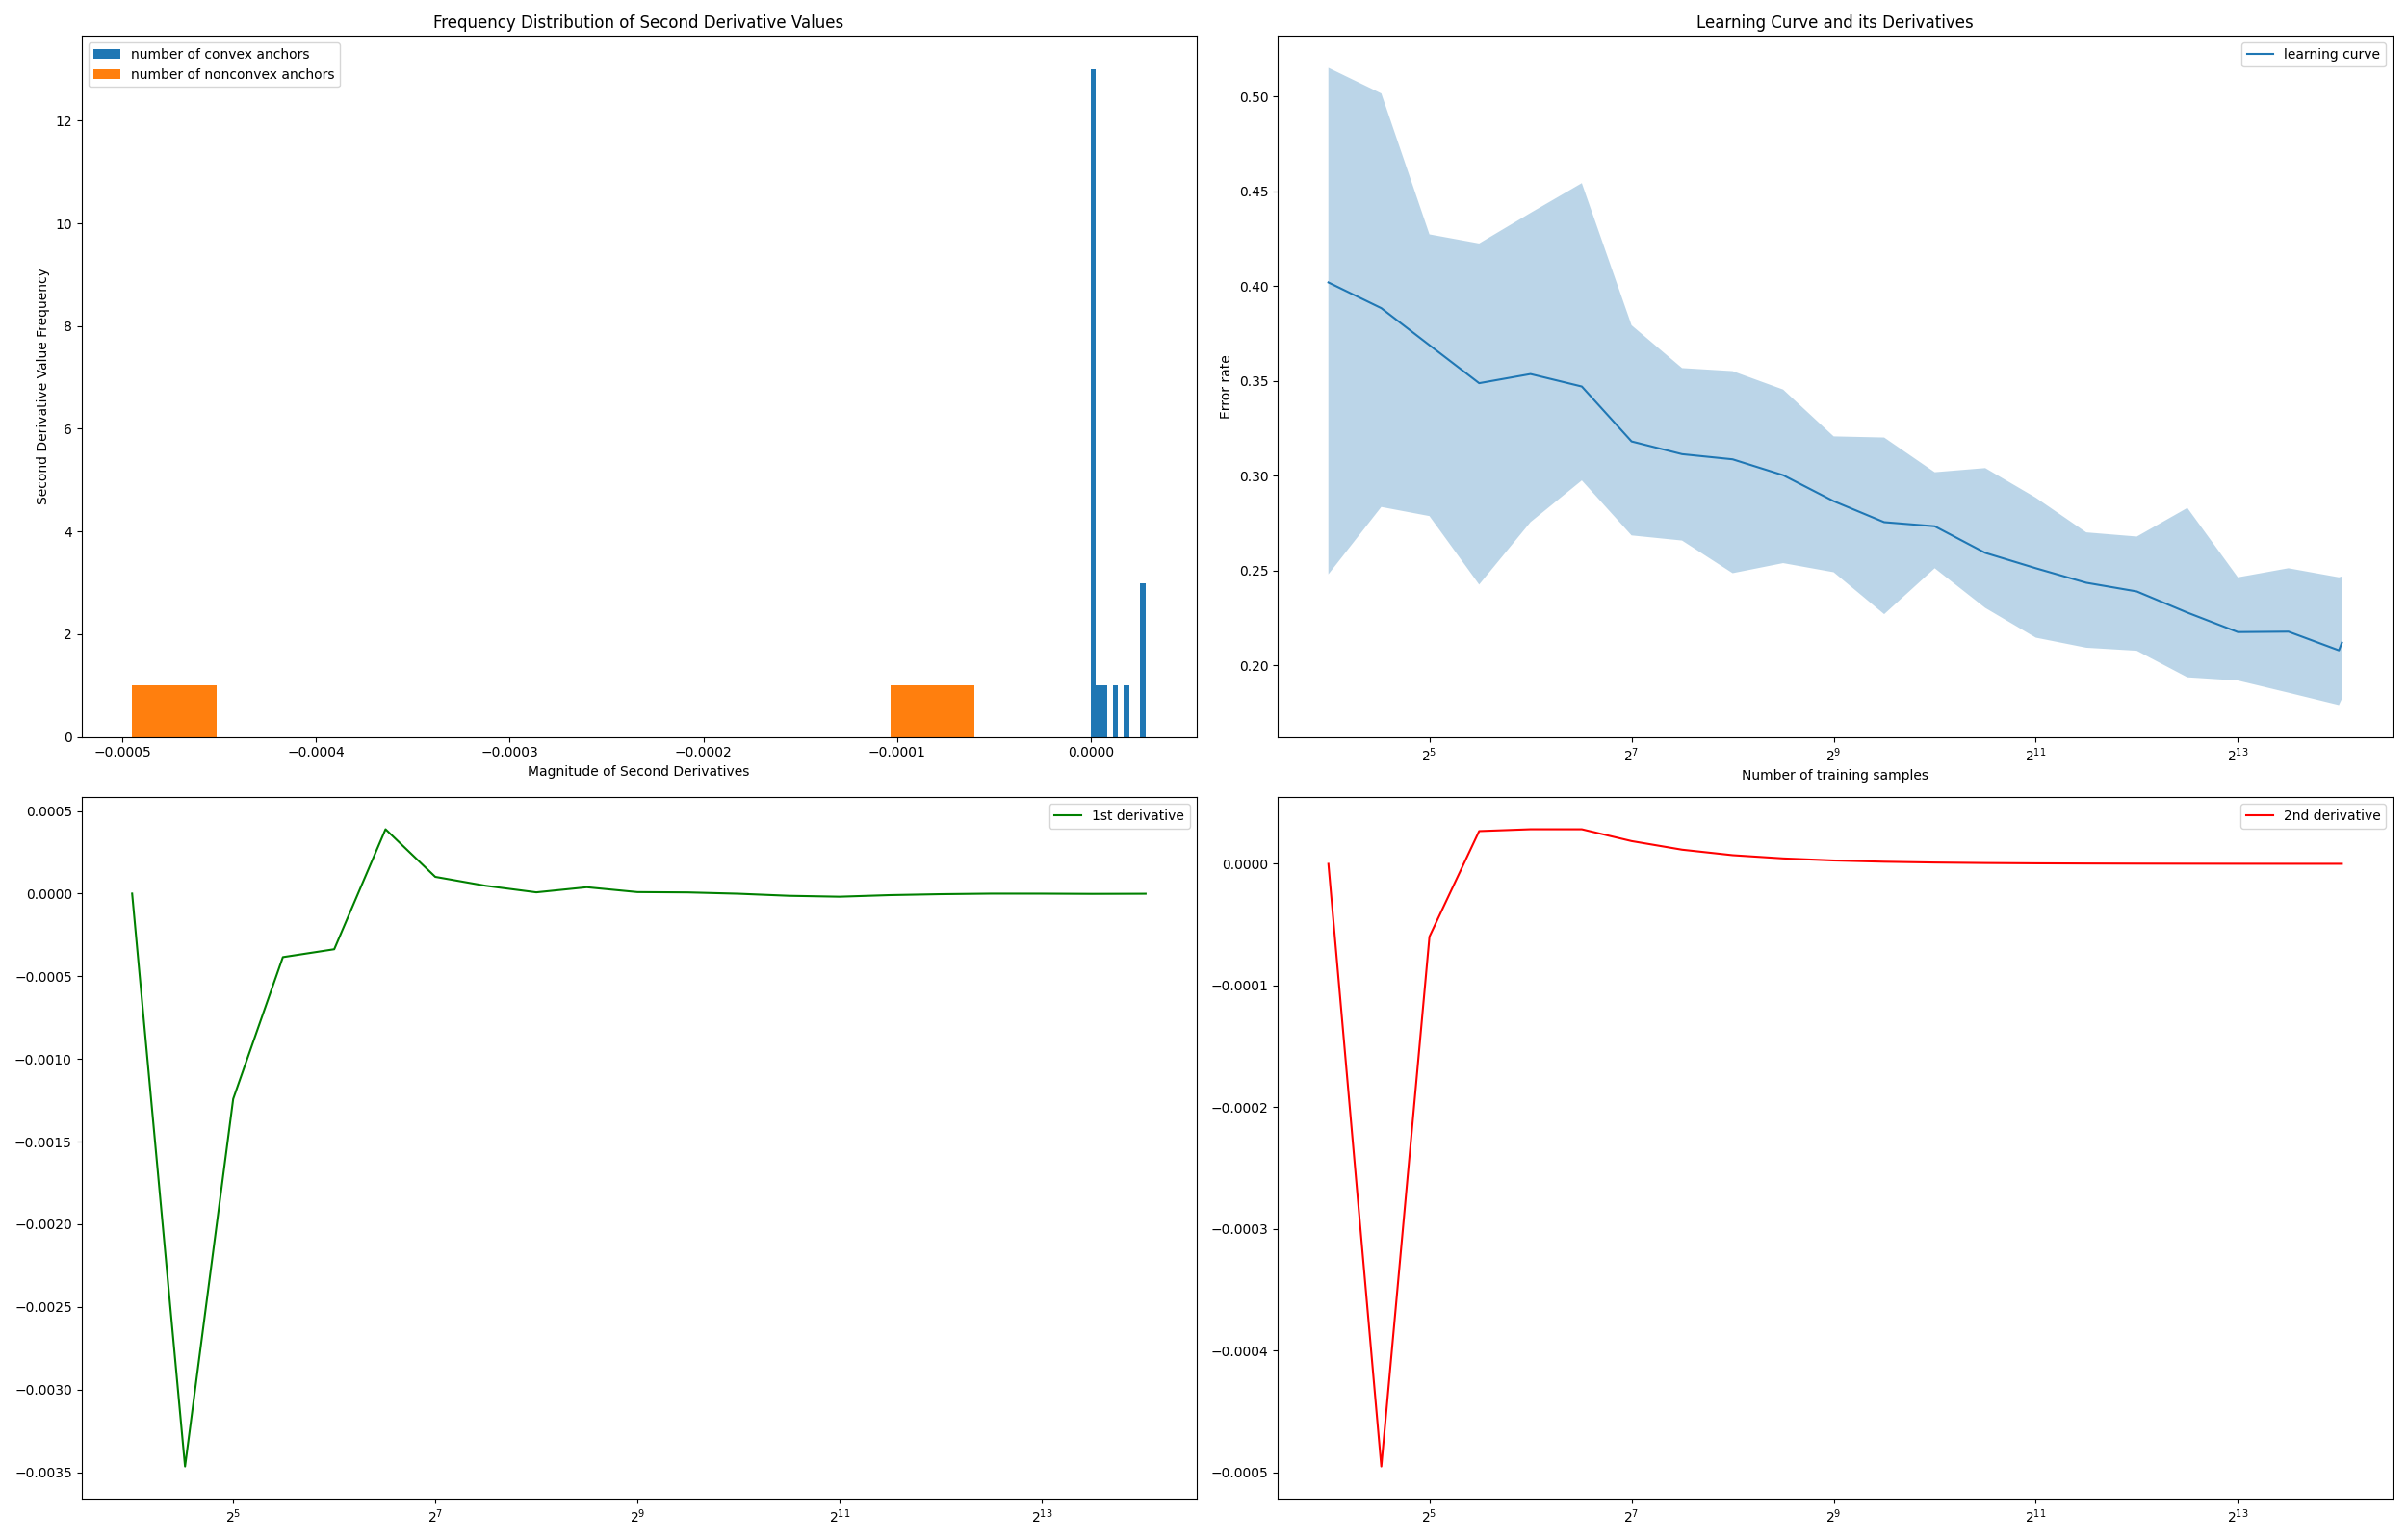 Frequency Distribution of Second Derivative Values
number of convex anchors
number of nonconvex anchors
Second Derivative Value Frequency
12
10
8
6
4
2
0
−0.0005 −0.0004 −0.0003 −0.0002 −0.0001 0.0000
Magnitude of Second Derivatives
Learning Curve and its Derivatives
learning curve
Error rate
0.50
0.45
0.40
0.35
0.30
0.25
0.20
2^5 2^7 2^9 2^11 2^13
Number of training samples
1st derivative
0.0005
0.0000
−0.0005
−0.0010
−0.0015
−0.0020
−0.0025
−0.0030
−0.0035
2^5 2^7 2^9 2^11 2^13
2nd derivative
0.0000
−0.0001
−0.0002
−0.0003
−0.0004
−0.0005
2^5 2^7 2^9 2^11 2^13